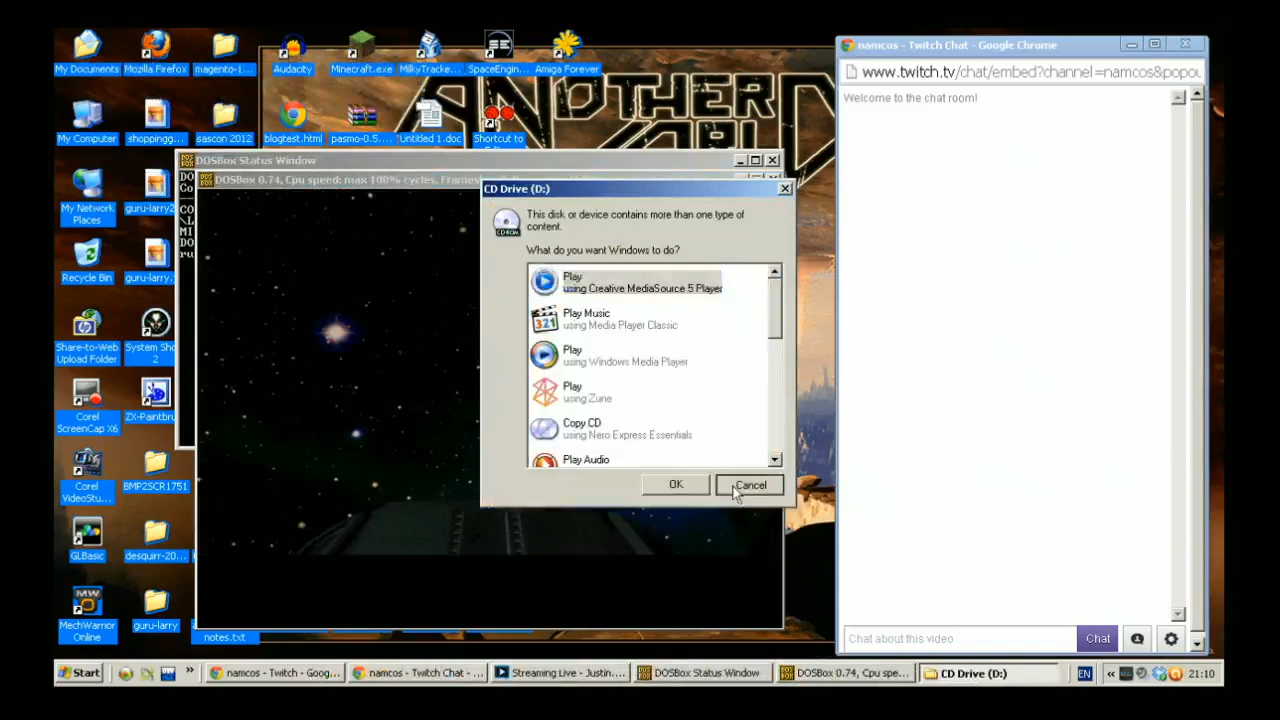 My Documents
Mozilla Firefox
magento-1...
Audacity
Minecraft.exe
MilkyTracke...
SpaceEngin...
Amiga Forever
ANOTHER
My Computer
shoppingg...
sascon 2012
blogtest.html
pasmo-0.5....
Untitled 1.doc
Shortcut to
My Network Places
guru-larry2
Recycle Bin
guru-larry.
Share-to-Web Upload Folder
System Sho
2
Corel ScreenCap X6
ZX-Paintbru
Corel VideoStu...
BMP2SCR1751
GLBasic
desquirr-20...
MechWarrior Online
guru-larry
notes.txt
DOSBox Status Window
DOSBox 0.74, Cpu speed: max 100% cycles, Frames
CD Drive (D:)
This disk or device contains more than one type of
content.
What do you want Windows to do?
Play
using Creative MediaSource 5 Player
Play Music
using Media Player Classic
Play
using Windows Media Player
Play
using Zune
Copy CD
using Nero Express Essentials
Play Audio
OK
Cancel
namcos - Twitch Chat - Google Chrome
www.twitch.tv/chat/embed?channel=namcos&popou
Welcome to the chat room!
Chat about this video
Chat
Start
namcos - Twitch - Goog...
namcos - Twitch Chat - ...
Streaming Live - Justin....
DOSBox Status Window
DOSBox 0.74, Cpu spe...
CD Drive (D:)
EN
21:10